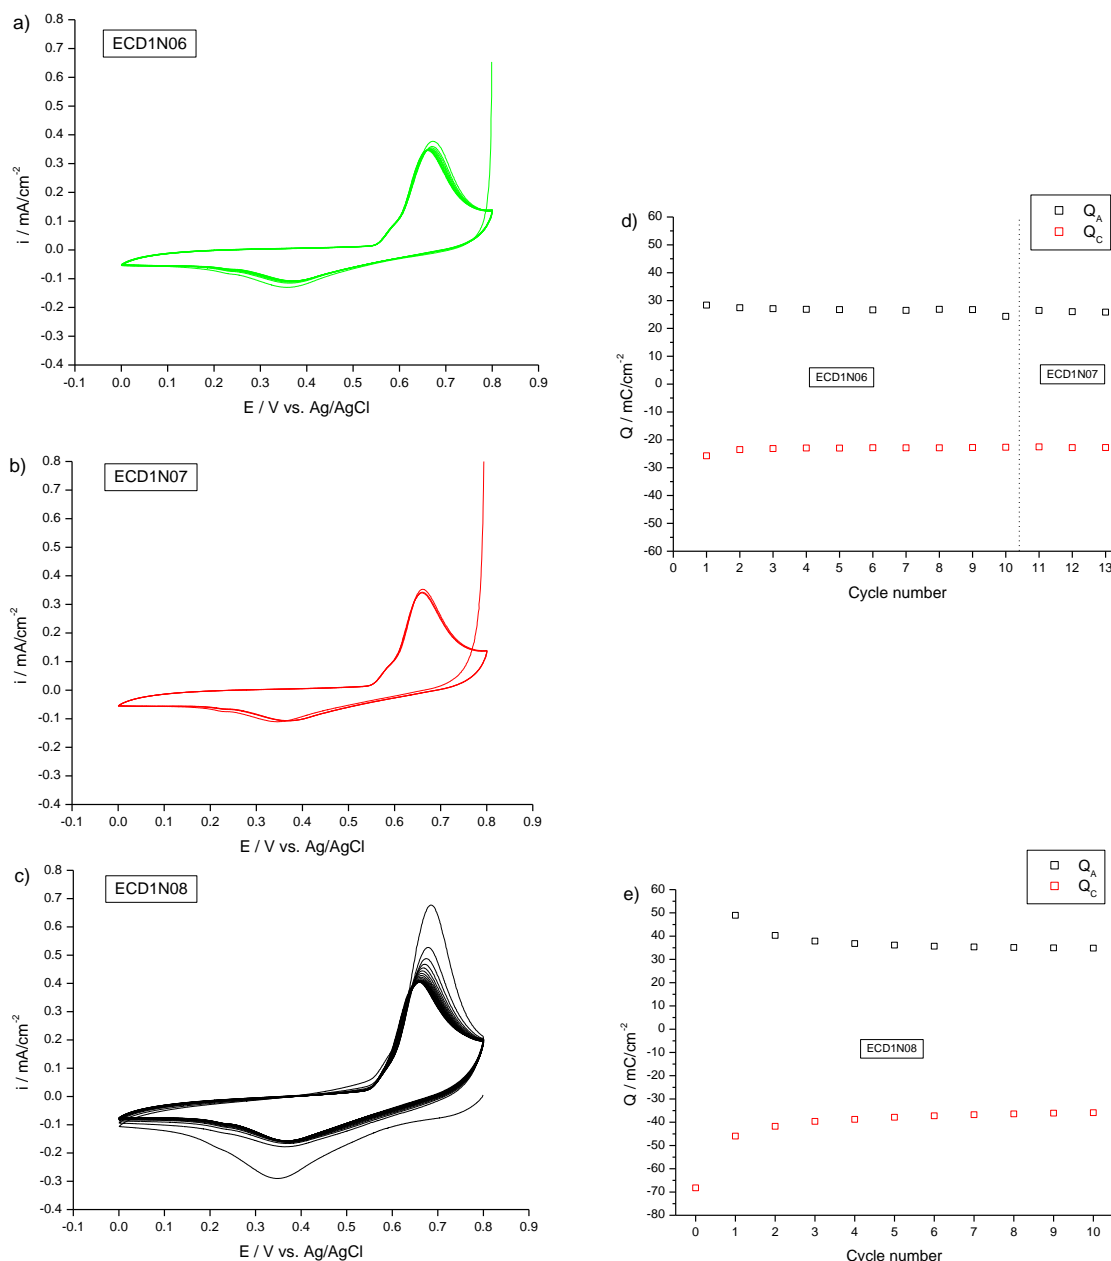 a)
ECD1N06
0.8
0.7
0.6
0.5
0.4
0.3
0.2
0.1
0.0
-0.1
-0.2
-0.3
-0.4
i / mA/cm⁻²
-0.1 0.0 0.1 0.2 0.3 0.4 0.5 0.6 0.7 0.8 0.9
E / V vs. Ag/AgCl
b)
ECD1N07
0.8
0.7
0.6
0.5
0.4
0.3
0.2
0.1
0.0
-0.1
-0.2
-0.3
-0.4
i / mA/cm⁻²
-0.1 0.0 0.1 0.2 0.3 0.4 0.5 0.6 0.7 0.8 0.9
E / V vs. Ag/AgCl
c)
ECD1N08
0.8
0.7
0.6
0.5
0.4
0.3
0.2
0.1
0.0
-0.1
-0.2
-0.3
-0.4
i / mA/cm⁻²
-0.1 0.0 0.1 0.2 0.3 0.4 0.5 0.6 0.7 0.8 0.9
E / V vs. Ag/AgCl
d)
Q_A
Q_C
60
50
40
30
20
10
0
-10
-20
-30
-40
-50
-60
Q / mC/cm⁻²
ECD1N06
ECD1N07
0 1 2 3 4 5 6 7 8 9 10 11 12 13
Cycle number
e)
Q_A
Q_C
60
50
40
30
20
10
0
-10
-20
-30
-40
-50
-60
-70
-80
Q / mC/cm⁻²
ECD1N08
0 1 2 3 4 5 6 7 8 9 10
Cycle number